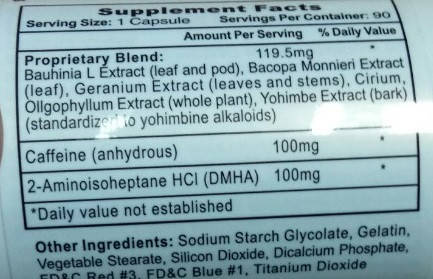 Supplement Facts
Serving Size: 1 Capsule Servings Per Container: 90
Amount Per Serving % Daily Value
Proprietary Blend: 119.5mg *
Bauhinia L Extract (leaf and pod), Bacopa Monnieri Extract
(leaf), Geranium Extract (leaves and stems), Cirium,
Ollgophyllum Extract (whole plant), Yohimbe Extract (bark)
(standardized to yohimbine alkaloids)
Caffeine (anhydrous) 100mg *
2-Aminoisoheptane HCl (DMHA) 100mg *
*Daily value not established
Other Ingredients: Sodium Starch Glycolate, Gelatin,
Vegetable Stearate, Silicon Dioxide, Dicalcium Phosphate,
FD&C Red #3, FD&C Blue #1, Titanium Dioxide